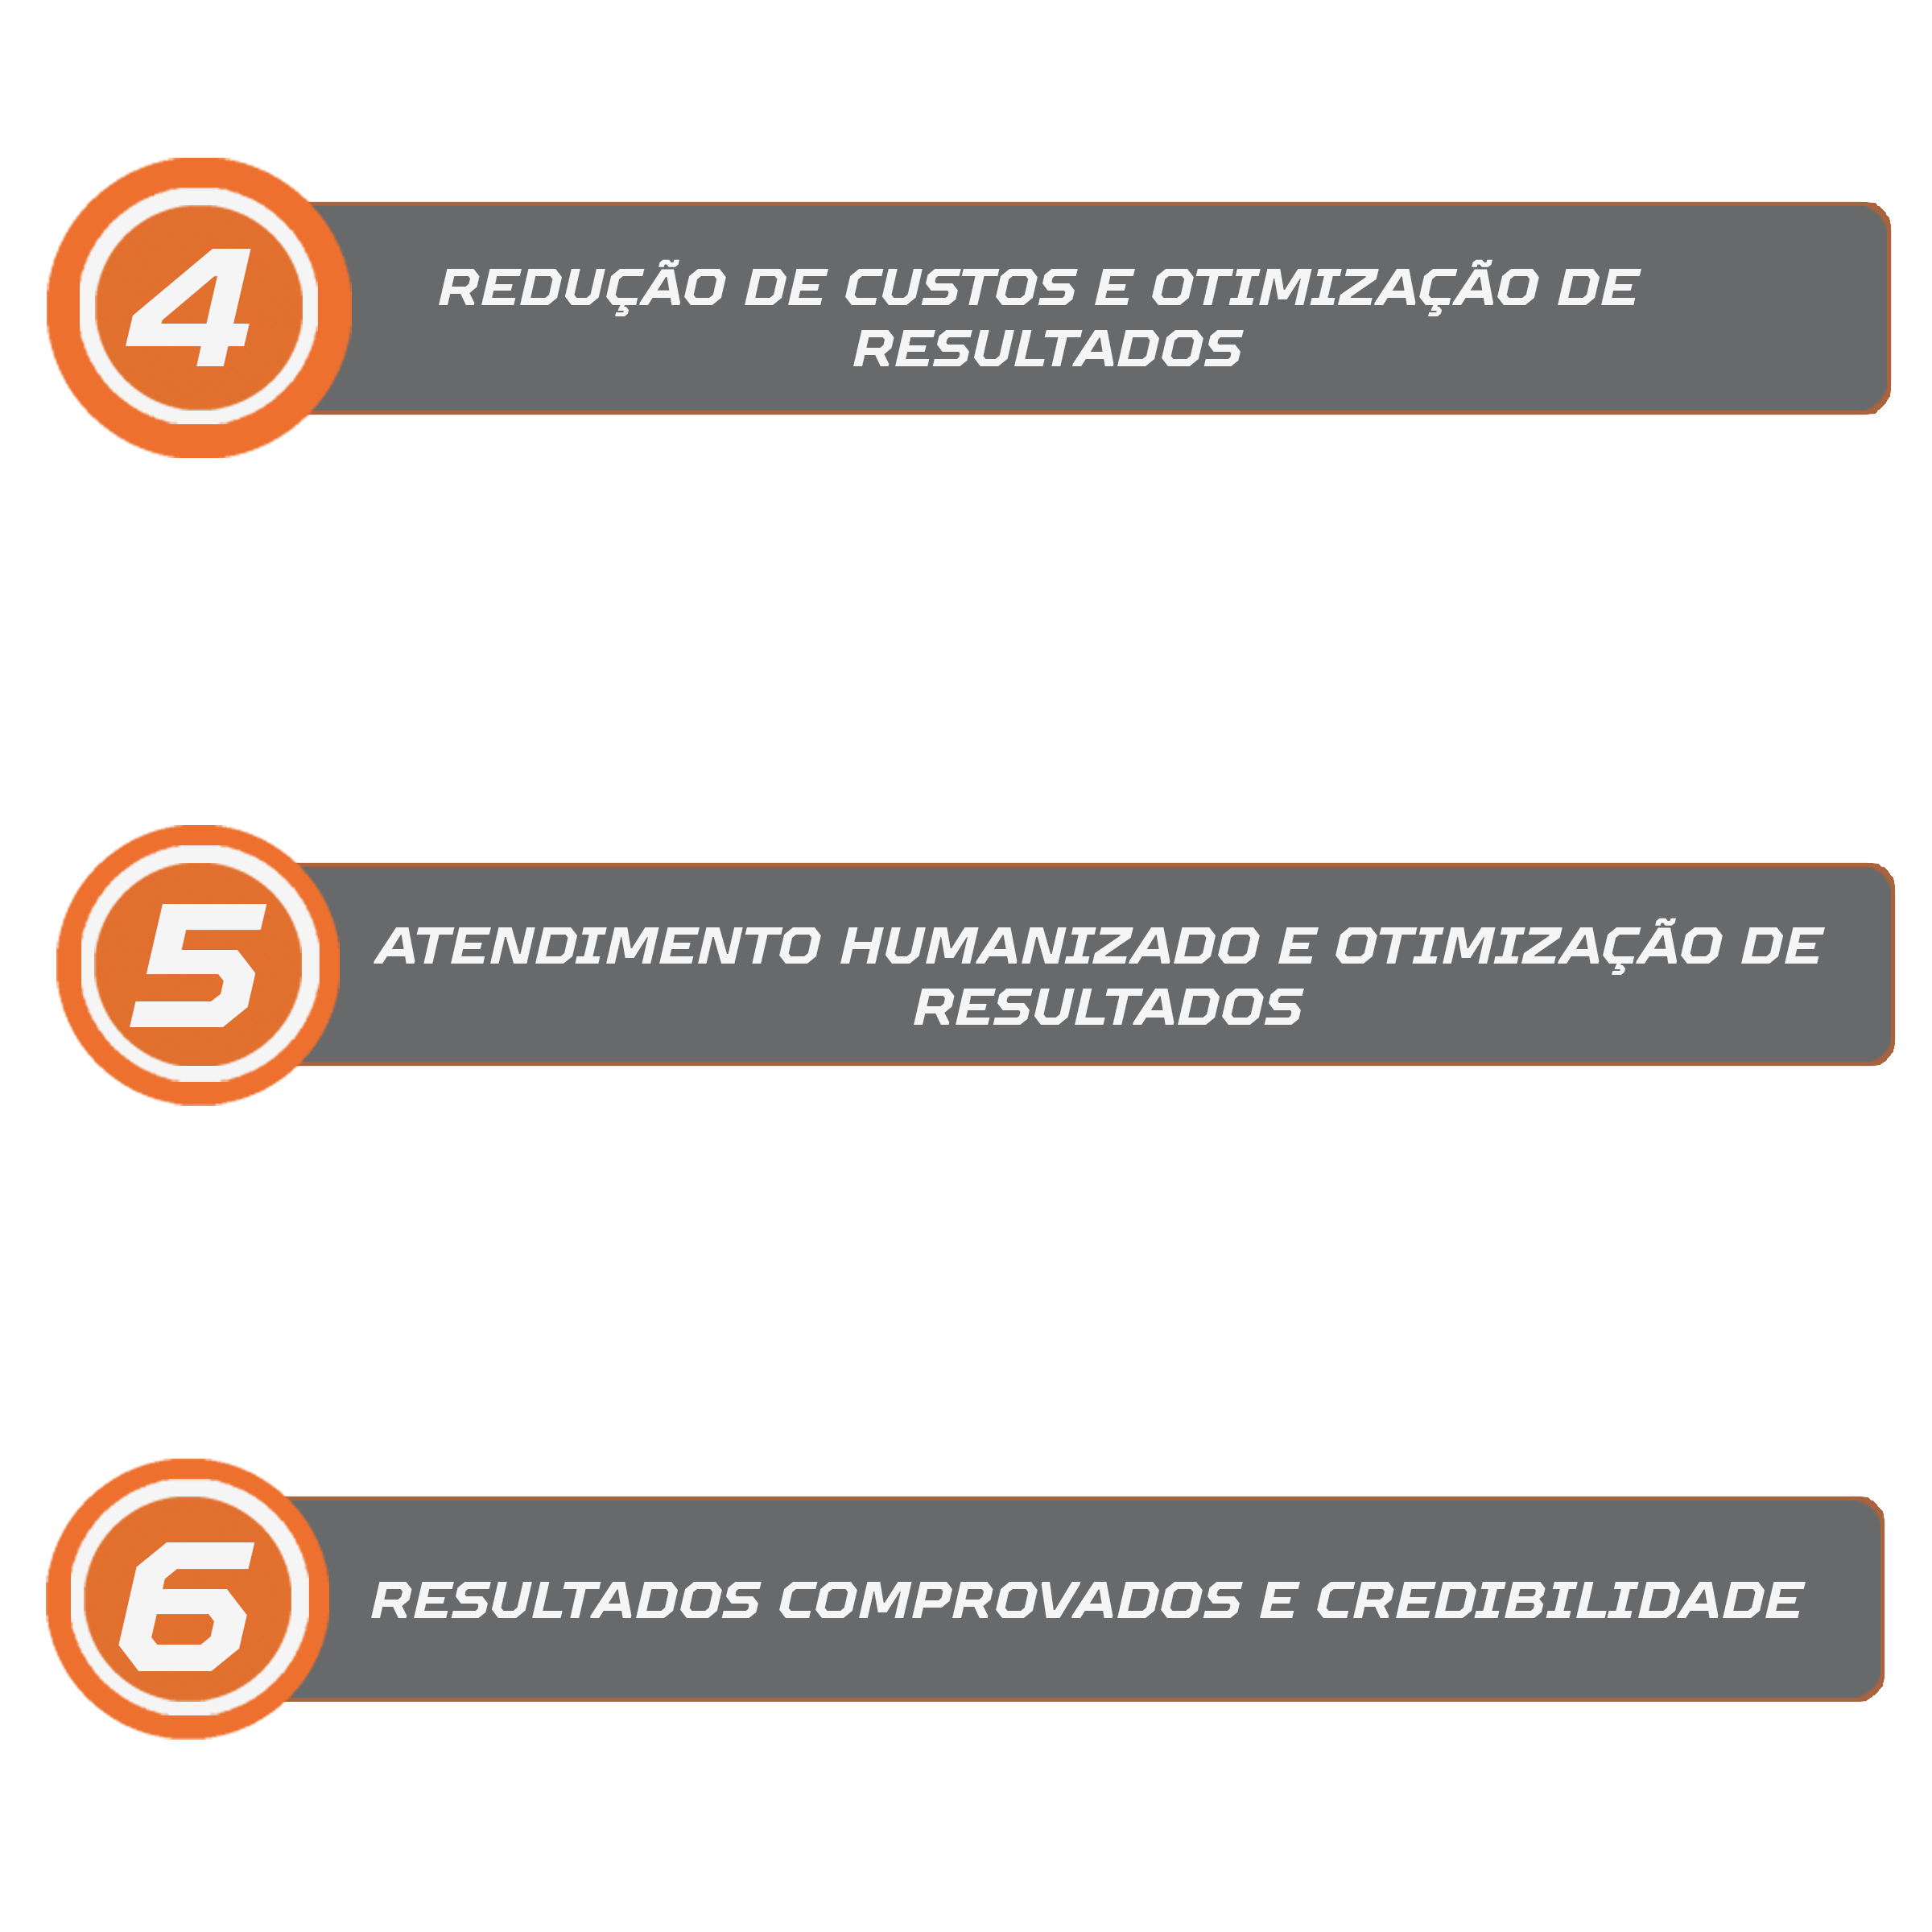 4
REDUÇÃO DE CUSTOS E OTIMIZAÇÃO DE
RESULTADOS
5
ATENDIMENTO HUMANIZADO E OTIMIZAÇÃO DE
RESULTADOS
6
RESULTADOS COMPROVADOS E CREDIBILIDADE